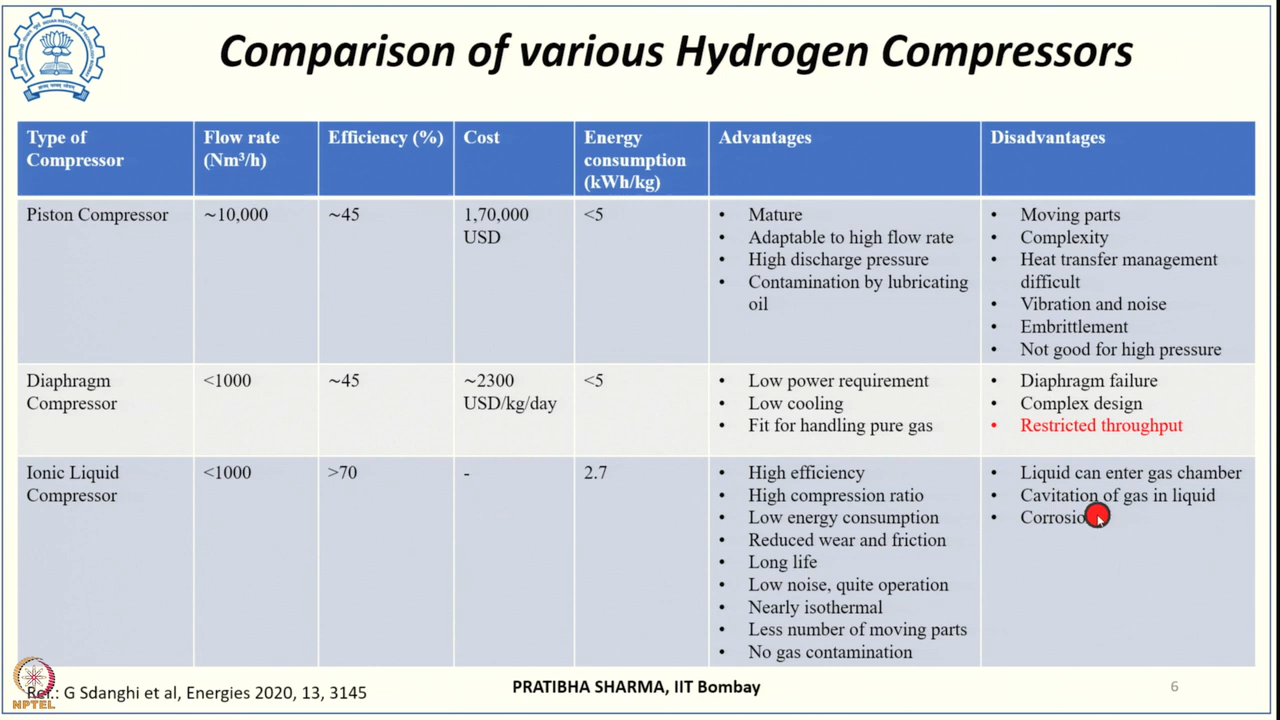 Comparison of various Hydrogen Compressors
Type of
Compressor
Flow rate
(Nm³/h)
Efficiency (%)
Cost
Energy
consumption
(kWh/kg)
Advantages
Disadvantages
Piston Compressor
~10,000
~45
1,70,000
USD
<5
• Mature
• Adaptable to high flow rate
• High discharge pressure
• Contamination by lubricating
oil
• Moving parts
• Complexity
• Heat transfer management
difficult
• Vibration and noise
• Embrittlement
• Not good for high pressure
Diaphragm
Compressor
<1000
~45
~2300
USD/kg/day
<5
• Low power requirement
• Low cooling
• Fit for handling pure gas
• Diaphragm failure
• Complex design
• Restricted throughput
Ionic Liquid
Compressor
<1000
>70
-
2.7
• High efficiency
• High compression ratio
• Low energy consumption
• Reduced wear and friction
• Long life
• Low noise, quite operation
• Nearly isothermal
• Less number of moving parts
• No gas contamination
• Liquid can enter gas chamber
• Cavitation of gas in liquid
• Corrosio
Ref.: G Sdanghi et al, Energies 2020, 13, 3145
PRATIBHA SHARMA, IIT Bombay
6
NPTEL